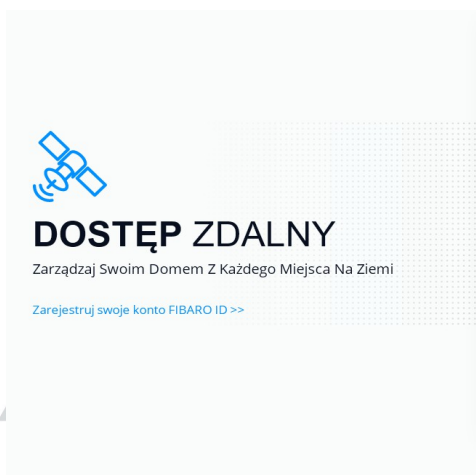 DOSTĘP ZDALNY
Zarządzaj Swoim Domem Z Każdego Miejsca Na Ziemi
Zarejestruj swoje konto FIBARO ID >>